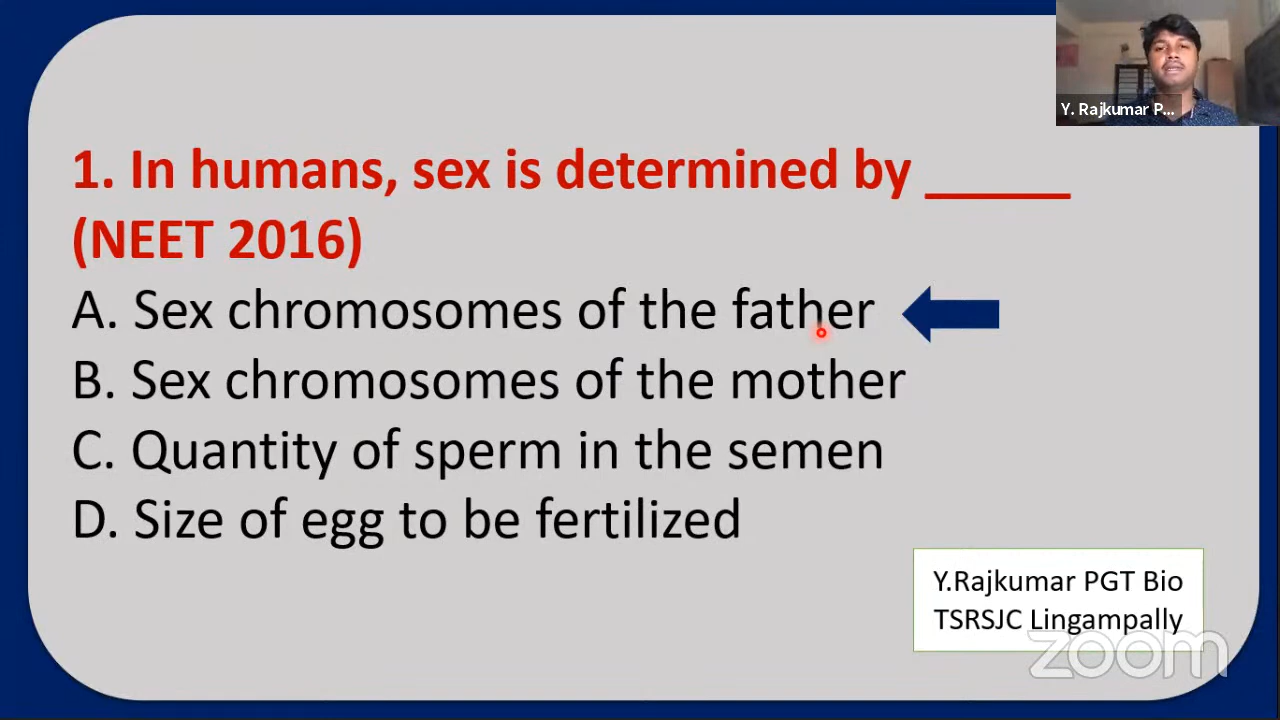 Y. Rajkumar P...
1. In humans, sex is determined by _____
(NEET 2016)
A. Sex chromosomes of the father
B. Sex chromosomes of the mother
C. Quantity of sperm in the semen
D. Size of egg to be fertilized
Y.Rajkumar PGT Bio
TSRSJC Lingampally
zoom